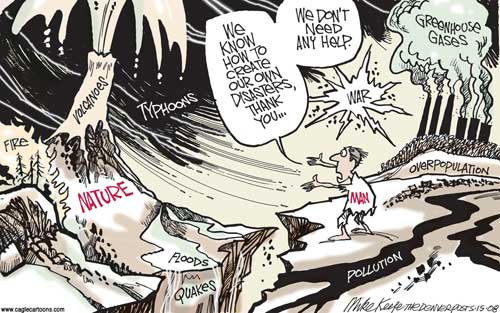 WE
KNOW
HOW TO
CREATE
OUR OWN
DISASTERS,
THANK
YOU...
WE DON'T
NEED
ANY HELP.
GREENHOUSE
GASES
VOLCANOES
TYPHOONS
WAR
FIRE
NATURE
MAN
OVERPOPULATION
FLOODS
QUAKES
POLLUTION
www.caglecartoons.com
Mike Keefe-THE DENVER POST 5·15·08